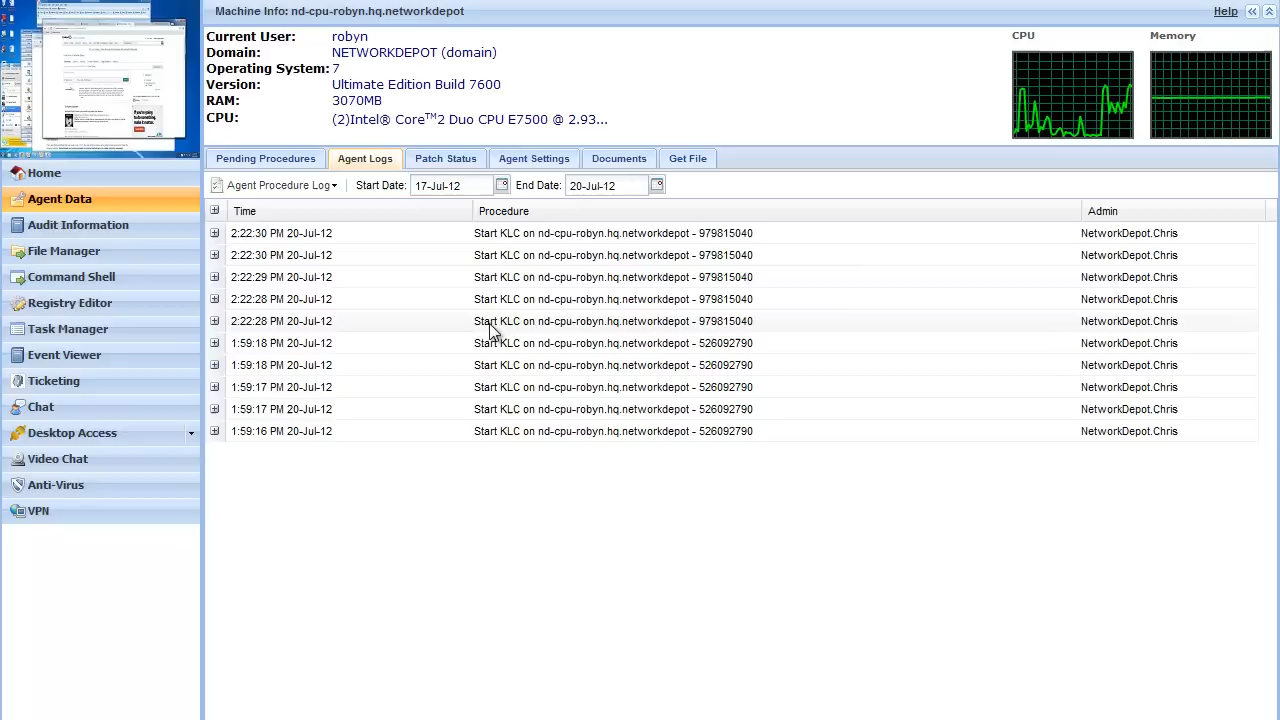 Machine Info: nd-cpu-robyn.hq.networkdepot
Help
Current User: robyn
Domain: NETWORKDEPOT (domain)
Operating System: 7
Version: Professional Edition Build 7600
RAM: 3070MB
CPU: (2)Intel® Core™2 Duo CPU E7500 @ 2.93...
CPU
Memory
Pending Procedures
Agent Logs
Patch Status
Agent Settings
Documents
Get File
Agent Procedure Log
Start Date: 17-Jul-12
End Date: 20-Jul-12
Home
Agent Data
Audit Information
File Manager
Command Shell
Registry Editor
Task Manager
Event Viewer
Ticketing
Chat
Desktop Access
Video Chat
Anti-Virus
VPN
Time Procedure Admin
2:22:30 PM 20-Jul-12 Start KLC on nd-cpu-robyn.hq.networkdepot - 979815040 NetworkDepot.Chris
2:22:30 PM 20-Jul-12 Start KLC on nd-cpu-robyn.hq.networkdepot - 979815040 NetworkDepot.Chris
2:22:29 PM 20-Jul-12 Start KLC on nd-cpu-robyn.hq.networkdepot - 979815040 NetworkDepot.Chris
2:22:28 PM 20-Jul-12 Start KLC on nd-cpu-robyn.hq.networkdepot - 979815040 NetworkDepot.Chris
2:22:28 PM 20-Jul-12 Start KLC on nd-cpu-robyn.hq.networkdepot - 979815040 NetworkDepot.Chris
1:59:18 PM 20-Jul-12 Start KLC on nd-cpu-robyn.hq.networkdepot - 526092790 NetworkDepot.Chris
1:59:18 PM 20-Jul-12 Start KLC on nd-cpu-robyn.hq.networkdepot - 526092790 NetworkDepot.Chris
1:59:17 PM 20-Jul-12 Start KLC on nd-cpu-robyn.hq.networkdepot - 526092790 NetworkDepot.Chris
1:59:17 PM 20-Jul-12 Start KLC on nd-cpu-robyn.hq.networkdepot - 526092790 NetworkDepot.Chris
1:59:16 PM 20-Jul-12 Start KLC on nd-cpu-robyn.hq.networkdepot - 526092790 NetworkDepot.Chris